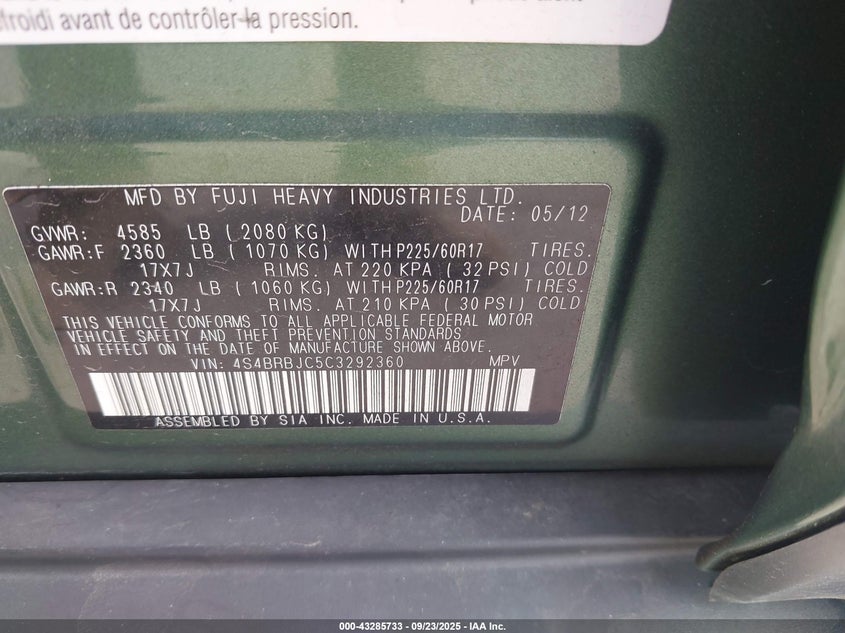 froidi avant de contrôler la pression.
MFD BY FUJI HEAVY INDUSTRIES LTD.
DATE: 05/12
GVWR: 4585 LB ( 2080 KG)
GAWR:F 2360 LB ( 1070 KG) WITH P225/60R17 TIRES.
17X7J RIMS. AT 220 KPA ( 32 PSI) COLD
GAWR:R 2340 LB ( 1060 KG) WITH P225/60R17 TIRES.
17X7J RIMS. AT 210 KPA ( 30 PSI) COLD
THIS VEHICLE CONFORMS TO ALL APPLICABLE FEDERAL MOTOR
VEHICLE SAFETY AND THEFT PREVENTION STANDARDS
IN EFFECT ON THE DATE OF MANUFACTURE SHOWN ABOVE.
VIN: 4S4BRBJC5C3292360 MPV
ASSEMBLED BY SIA INC. MADE IN U.S.A.
000-43285733 - 09/23/2025 - IAA Inc.